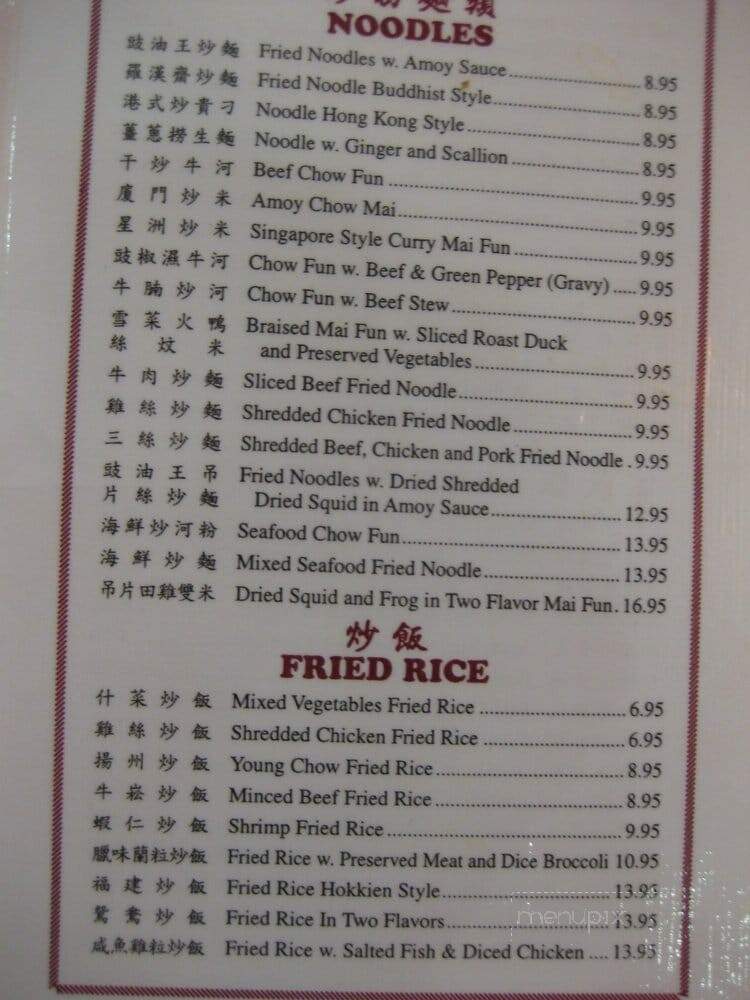 NOODLES
豉油王炒麵 Fried Noodles w. Amoy Sauce 8.95
羅漢齋炒麵 Fried Noodle Buddhist Style 8.95
港式炒貴刁 Noodle Hong Kong Style 8.95
薑蔥撈生麵 Noodle w. Ginger and Scallion 8.95
干炒牛河 Beef Chow Fun 9.95
廈門炒米 Amoy Chow Mai 9.95
星洲炒米 Singapore Style Curry Mai Fun 9.95
豉椒濕牛河 Chow Fun w. Beef & Green Pepper (Gravy) 9.95
牛腩炒河 Chow Fun w. Beef Stew 9.95
雪菜火鴨 Braised Mai Fun w. Sliced Roast Duck
絲炆米 and Preserved Vegetables 9.95
牛肉炒麵 Sliced Beef Fried Noodle 9.95
雞絲炒麵 Shredded Chicken Fried Noodle 9.95
三絲炒麵 Shredded Beef, Chicken and Pork Fried Noodle 9.95
豉油王吊 Fried Noodles w. Dried Shredded
片絲炒麵 Dried Squid in Amoy Sauce 12.95
海鮮炒河粉 Seafood Chow Fun 13.95
海鮮炒麵 Mixed Seafood Fried Noodle 13.95
吊片田雞雙米 Dried Squid and Frog in Two Flavor Mai Fun 16.95
炒飯
FRIED RICE
什菜炒飯 Mixed Vegetables Fried Rice 6.95
雞絲炒飯 Shredded Chicken Fried Rice 6.95
揚州炒飯 Young Chow Fried Rice 8.95
牛崧炒飯 Minced Beef Fried Rice 8.95
蝦仁炒飯 Shrimp Fried Rice 9.95
臘味蘭粒炒飯 Fried Rice w. Preserved Meat and Dice Broccoli 10.95
福建炒飯 Fried Rice Hokkien Style 13.95
鴛鴦炒飯 Fried Rice In Two Flavors 13.95
咸魚雞粒炒飯 Fried Rice w. Salted Fish & Diced Chicken 13.95
menupix